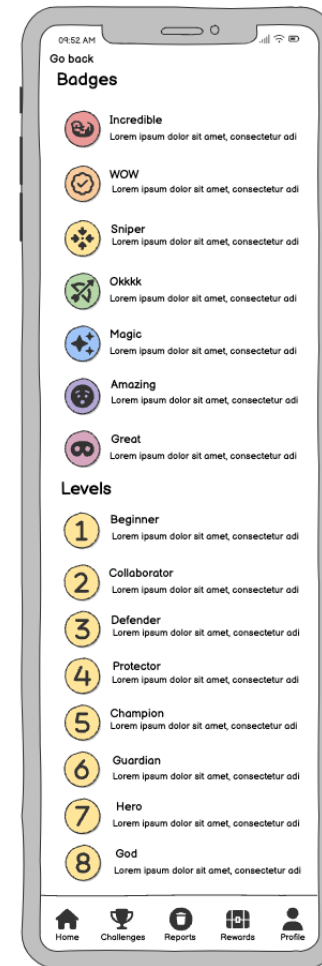 09:52 AM
Go back
Badges
Incredible
Lorem ipsum dolor sit amet, consectetur adi
WOW
Lorem ipsum dolor sit amet, consectetur adi
Sniper
Lorem ipsum dolor sit amet, consectetur adi
Okkkk
Lorem ipsum dolor sit amet, consectetur adi
Magic
Lorem ipsum dolor sit amet, consectetur adi
Amazing
Lorem ipsum dolor sit amet, consectetur adi
Great
Lorem ipsum dolor sit amet, consectetur adi
Levels
1 Beginner
Lorem ipsum dolor sit amet, consectetur adi
2 Collaborator
Lorem ipsum dolor sit amet, consectetur adi
3 Defender
Lorem ipsum dolor sit amet, consectetur adi
4 Protector
Lorem ipsum dolor sit amet, consectetur adi
5 Champion
Lorem ipsum dolor sit amet, consectetur adi
6 Guardian
Lorem ipsum dolor sit amet, consectetur adi
7 Hero
Lorem ipsum dolor sit amet, consectetur adi
8 God
Lorem ipsum dolor sit amet, consectetur adi
Home Challenges Reports Rewards Profile